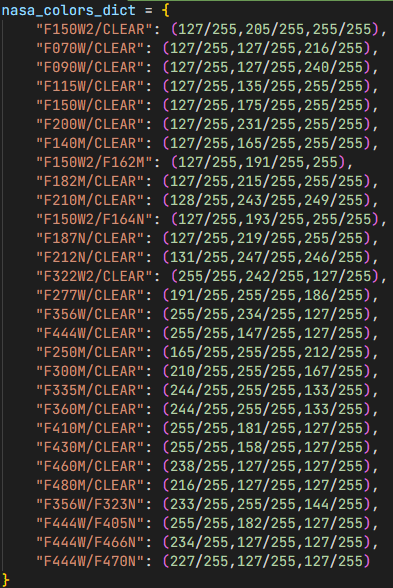 nasa_colors_dict = {
"F150W2/CLEAR": (127/255,205/255,255/255),
"F070W/CLEAR": (127/255,127/255,216/255),
"F090W/CLEAR": (127/255,127/255,240/255),
"F115W/CLEAR": (127/255,135/255,255/255),
"F150W/CLEAR": (127/255,175/255,255/255),
"F200W/CLEAR": (127/255,231/255,255/255),
"F140M/CLEAR": (127/255,165/255,255/255),
"F150W2/F162M": (127/255,191/255,255),
"F182M/CLEAR": (127/255,215/255,255/255),
"F210M/CLEAR": (128/255,243/255,249/255),
"F150W2/F164N": (127/255,193/255,255/255),
"F187N/CLEAR": (127/255,219/255,255/255),
"F212N/CLEAR": (131/255,247/255,246/255),
"F322W2/CLEAR": (255/255,242/255,127/255),
"F277W/CLEAR": (191/255,255/255,186/255),
"F356W/CLEAR": (255/255,234/255,127/255),
"F444W/CLEAR": (255/255,147/255,127/255),
"F250M/CLEAR": (165/255,255/255,212/255),
"F300M/CLEAR": (210/255,255/255,167/255),
"F335M/CLEAR": (244/255,255/255,133/255),
"F360M/CLEAR": (244/255,255/255,133/255),
"F410M/CLEAR": (255/255,181/255,127/255),
"F430M/CLEAR": (255/255,158/255,127/255),
"F460M/CLEAR": (238/255,127/255,127/255),
"F480M/CLEAR": (216/255,127/255,127/255),
"F356W/F323N": (233/255,255/255,144/255),
"F444W/F405N": (255/255,182/255,127/255),
"F444W/F466N": (234/255,127/255,127/255),
"F444W/F470N": (227/255,127/255,127/255)
}